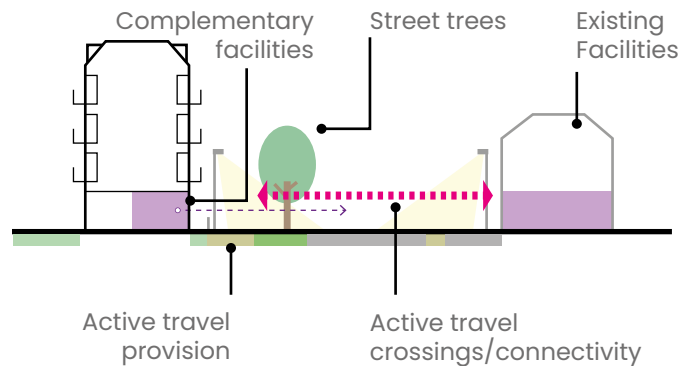 Complementary
facilities
Street trees
Existing
Facilities
Active travel
provision
Active travel
crossings/connectivity